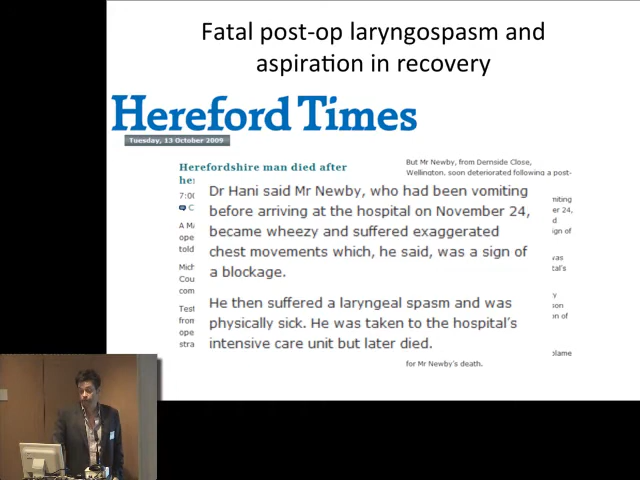 Fatal post-op laryngospasm and
aspiration in recovery
Hereford Times
Tuesday, 13 October 2009
Herefordshire man died after
But Mr Newby, from Dernside Close,
Wellington, soon deteriorated following a post-
Dr Hani said Mr Newby, who had been vomiting
before arriving at the hospital on November 24,
became wheezy and suffered exaggerated
chest movements which, he said, was a sign of
a blockage.
He then suffered a laryngeal spasm and was
physically sick. He was taken to the hospital's
intensive care unit but later died.
for Mr Newby's death.